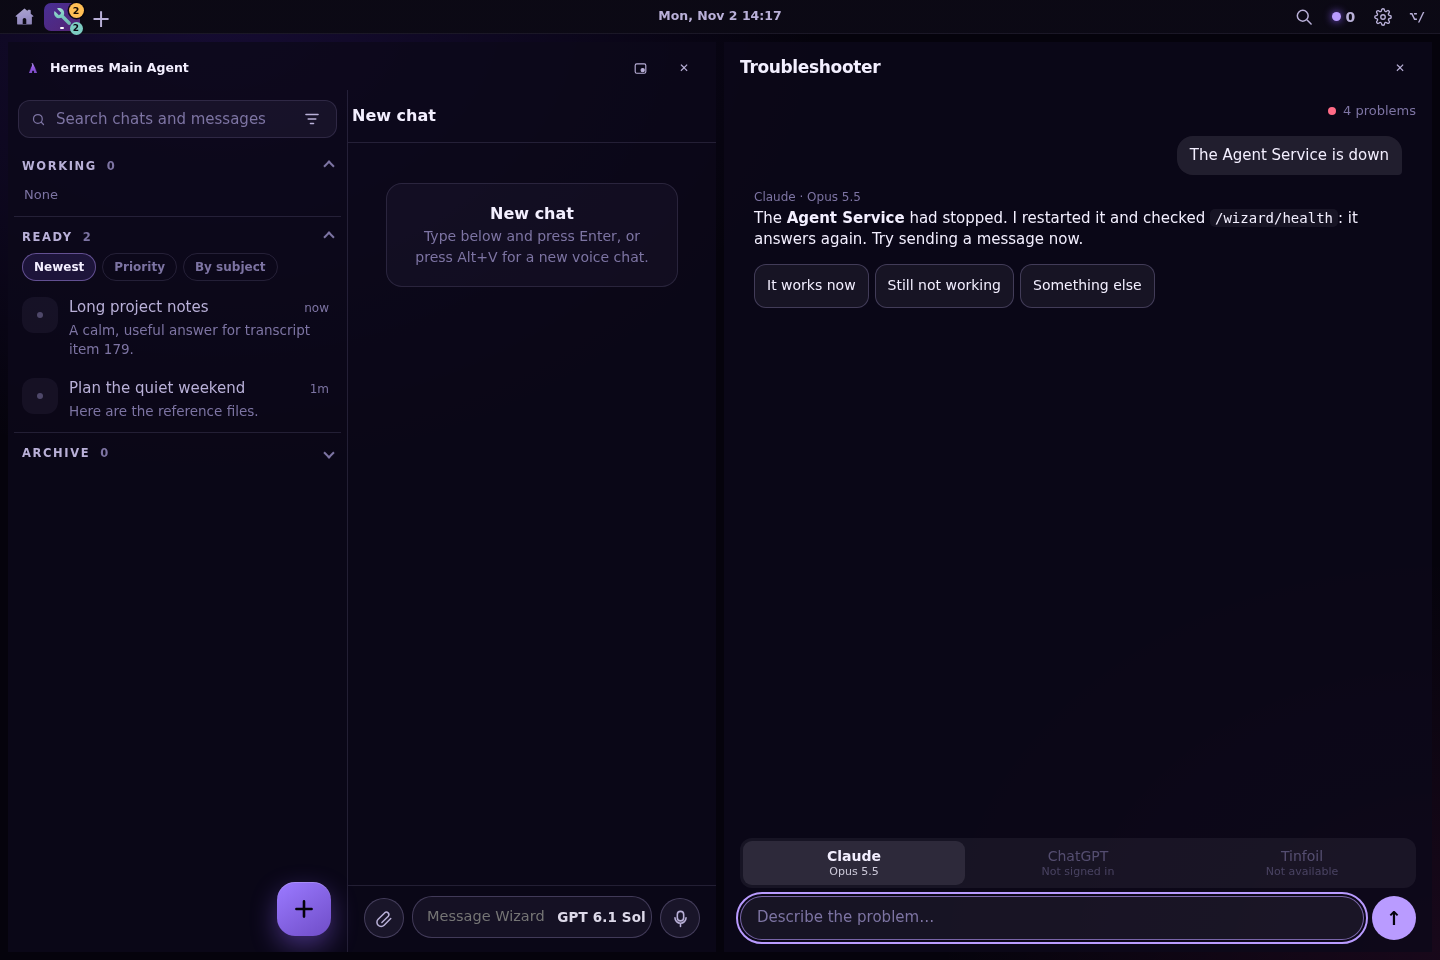 2
2
+
Mon, Nov 2 14:17
0
⌥/
Hermes Main Agent
Search chats and messages
WORKING 0
None
READY 2
Newest
Priority
By subject
Long project notes
now
A calm, useful answer for transcript
item 179.
Plan the quiet weekend
1m
Here are the reference files.
ARCHIVE 0
New chat
New chat
Type below and press Enter, or
press Alt+V for a new voice chat.
Message Wizard
GPT 6.1 Sol
Troubleshooter
4 problems
The Agent Service is down
Claude · Opus 5.5
The Agent Service had stopped. I restarted it and checked /wizard/health: it
answers again. Try sending a message now.
It works now
Still not working
Something else
Claude
Opus 5.5
ChatGPT
Not signed in
Tinfoil
Not available
Describe the problem…